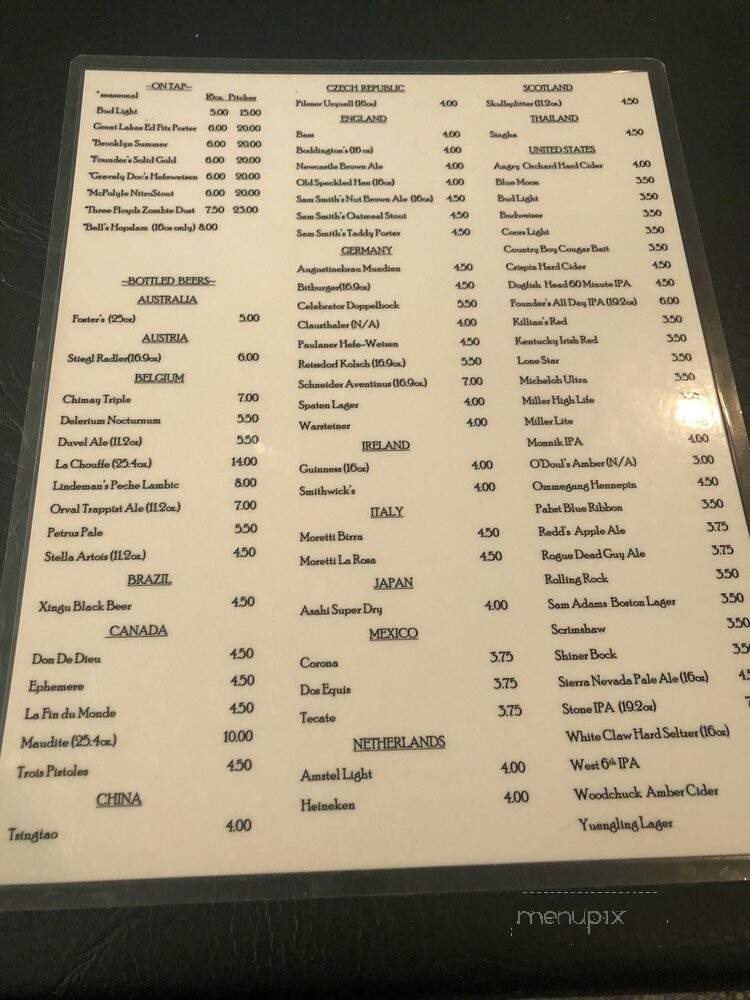 ~ON TAP~
*seasonal 16oz. Pitcher
Bud Light 5.00 15.00
Great Lakes Ed Fitz Porter 6.00 20.00
*Brooklyn Summer 6.00 20.00
*Founder's Solid Gold 6.00 20.00
*Gravely Doc's Hefeweisen 6.00 20.00
*McPolyle NitroStout 6.00 20.00
*Three Floyds Zombie Dust 7.50 23.00
*Bell's Hopslam (16oz only) 8.00
~BOTTLED BEERS~
AUSTRALIA
Foster's (25oz) 5.00
AUSTRIA
Stiegl Radler(16.9oz) 6.00
BELGIUM
Chimay Triple 7.00
Delerium Nocturnum 5.50
Duvel Ale (11.2oz) 5.50
La Chouffe (25.4oz.) 14.00
Lindeman's Peche Lambic 8.00
Orval Trappist Ale (11.2oz.) 7.00
Petrus Pale 5.50
Stella Artois (11.2oz.) 4.50
BRAZIL
Xingu Black Beer 4.50
CANADA
Don De Dieu 4.50
Ephemere 4.50
La Fin du Monde 4.50
Maudite (25.4oz.) 10.00
Trois Pistoles 4.50
CHINA
Tsingtao 4.00
CZECH REPUBLIC
Pilsner Urquell (16oz) 4.00
ENGLAND
Bass 4.00
Boddington's (16 oz) 4.00
Newcastle Brown Ale 4.00
Old Speckled Hen (16oz) 4.00
Sam Smith's Nut Brown Ale (16oz) 4.50
Sam Smith's Oatmeal Stout 4.50
Sam Smith's Taddy Porter 4.50
GERMANY
Augustinebrau Mundien 4.50
Bitburger(16.9oz) 4.50
Celebrator Doppelbock 5.50
Clausthaler (N/A) 4.00
Paulaner Hefe-Weizen 4.50
Reissdorf Kolsch (16.9oz.) 5.50
Schneider Aventinus (16.9oz.) 7.00
Spaten Lager 4.00
Warsteiner 4.00
IRELAND
Guinness (16oz) 4.00
Smithwick's 4.00
ITALY
Moretti Birra 4.50
Moretti La Rosa 4.50
JAPAN
Asahi Super Dry 4.00
MEXICO
Corona 3.75
Dos Equis 3.75
Tecate 3.75
NETHERLANDS
Amstel Light 4.00
Heineken 4.00
SCOTLAND
Skullsplitter (11.2oz.) 4.50
THAILAND
Singha 4.50
UNITED STATES
Angry Orchard Hard Cider 4.00
Blue Moon 3.50
Bud Light 3.50
Budweiser 3.50
Coors Light 3.50
Country Boy Cougar Bait 3.50
Crispin Hard Cider 4.50
Dogfish Head 60 Minute IPA 4.50
Founder's All Day IPA (19.2oz) 6.00
Killian's Red 3.50
Kentucky Irish Red 3.50
Lone Star 3.50
Michelob Ultra 3.50
Miller High Life
Miller Lite
Monnik IPA 4.00
O'Doul's Amber (N/A) 3.00
Ommegang Hennepin 4.50
Pabst Blue Ribbon 3.50
Redd's Apple Ale 3.75
Rogue Dead Guy Ale 3.75
Rolling Rock 3.50
Sam Adams Boston Lager 3.50
Scrimshaw 3.50
Shiner Bock
Sierra Nevada Pale Ale (16oz)
Stone IPA (19.2oz)
White Claw Hard Seltzer (16oz)
West 6th IPA
Woodchuck Amber Cider
Yuengling Lager
menupix